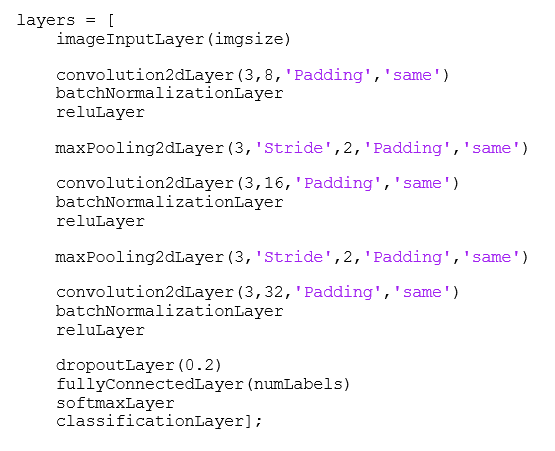 layers = [
imageInputLayer(imgsize)
convolution2dLayer(3,8,'Padding','same')
batchNormalizationLayer
reluLayer
maxPooling2dLayer(3,'Stride',2,'Padding','same')
convolution2dLayer(3,16,'Padding','same')
batchNormalizationLayer
reluLayer
maxPooling2dLayer(3,'Stride',2,'Padding','same')
convolution2dLayer(3,32,'Padding','same')
batchNormalizationLayer
reluLayer
dropoutLayer(0.2)
fullyConnectedLayer(numLabels)
softmaxLayer
classificationLayer];